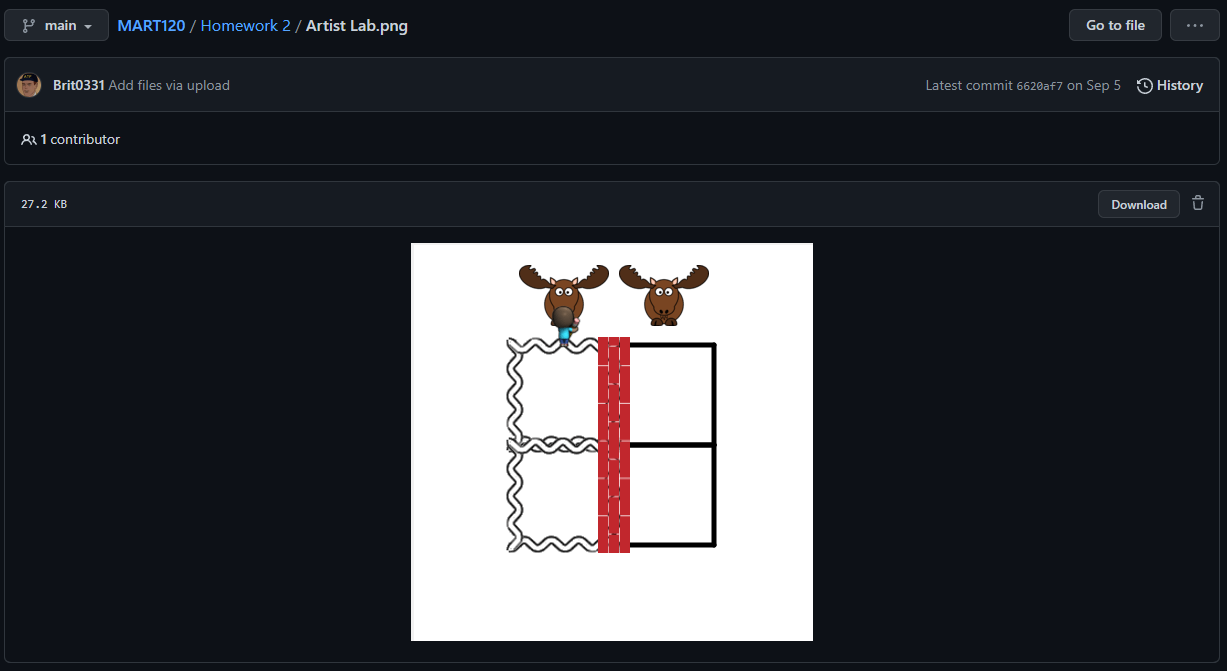 main MART120 / Homework 2 / Artist Lab.png Go to file ...
Brit0331 Add files via upload Latest commit 6620af7 on Sep 5 History
1 contributor
27.2 KB Download